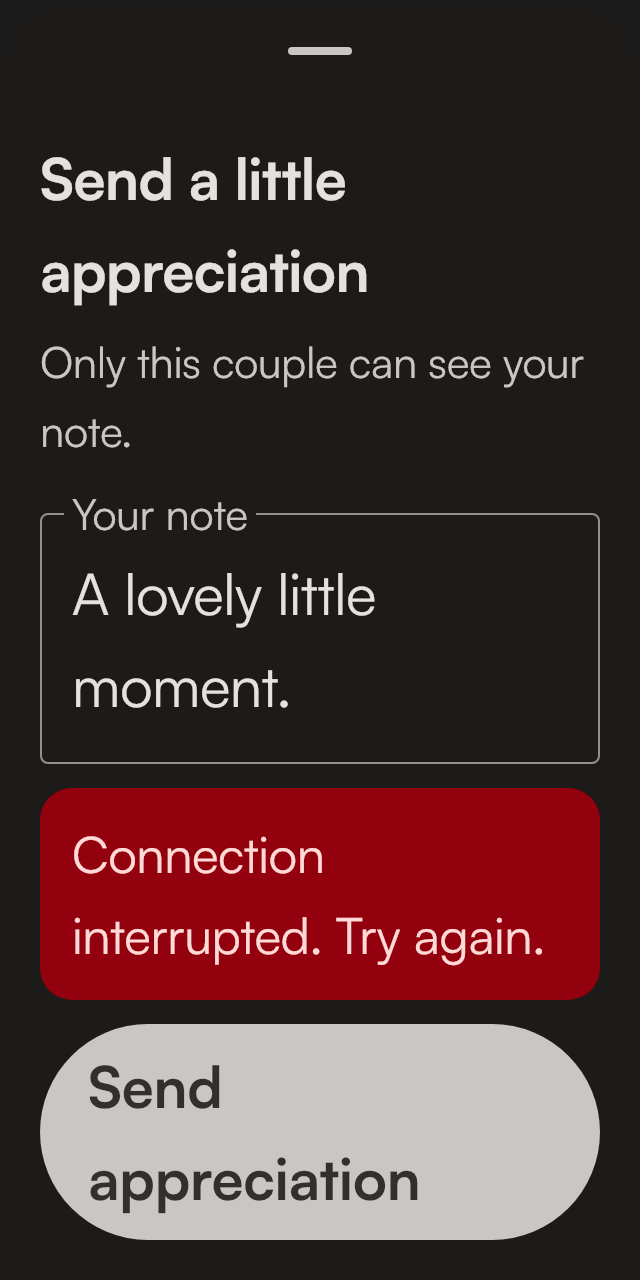 Send a little
appreciation
Only this couple can see your
note.
Your note
A lovely little
moment.
Connection
interrupted. Try again.
Send
appreciation